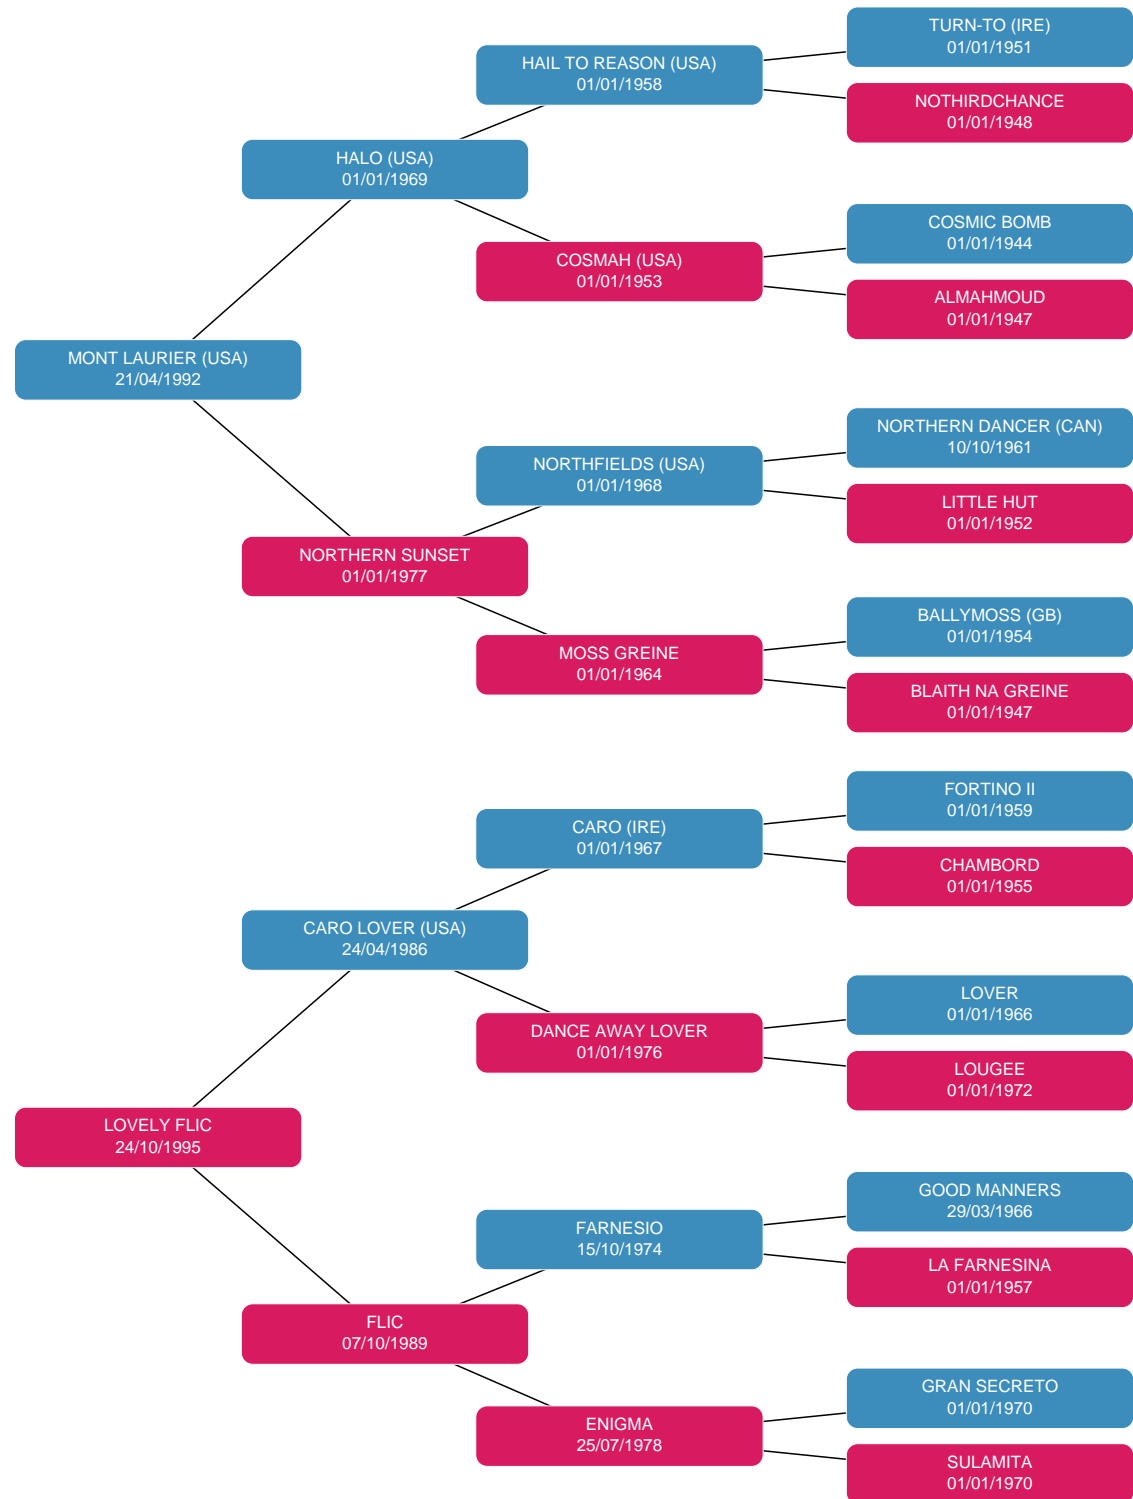 TURN-TO (IRE)
01/01/1951
HAIL TO REASON (USA)
01/01/1958
NOTHIRDCHANCE
01/01/1948
HALO (USA)
01/01/1969
COSMIC BOMB
01/01/1944
COSMAH (USA)
01/01/1953
ALMAHMOUD
01/01/1947
MONT LAURIER (USA)
21/04/1992
NORTHERN DANCER (CAN)
10/10/1961
NORTHFIELDS (USA)
01/01/1968
LITTLE HUT
01/01/1952
NORTHERN SUNSET
01/01/1977
BALLYMOSS (GB)
01/01/1954
MOSS GREINE
01/01/1964
BLAITH NA GREINE
01/01/1947
FORTINO II
01/01/1959
CARO (IRE)
01/01/1967
CHAMBORD
01/01/1955
CARO LOVER (USA)
24/04/1986
LOVER
01/01/1966
DANCE AWAY LOVER
01/01/1976
LOUGEE
01/01/1972
LOVELY FLIC
24/10/1995
GOOD MANNERS
29/03/1966
FARNESIO
15/10/1974
LA FARNESINA
01/01/1957
FLIC
07/10/1989
GRAN SECRETO
01/01/1970
ENIGMA
25/07/1978
SULAMITA
01/01/1970